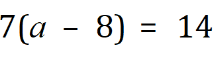 7(a – 8) = 14